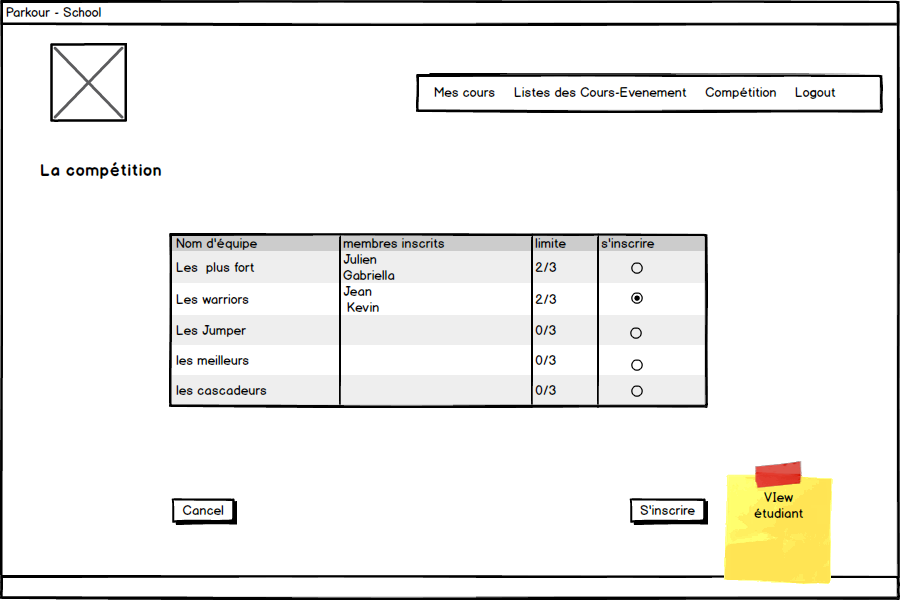 Parkour - School
Mes cours Listes des Cours-Evenement Compétition Logout
La compétition
Nom d'équipe membres inscrits limite s'inscrire
Les plus fort Julien Gabriella 2/3
Les warriors Jean Kevin 2/3
Les Jumper 0/3
les meilleurs 0/3
les cascadeurs 0/3
Cancel S'inscrire
VIew
étudiant